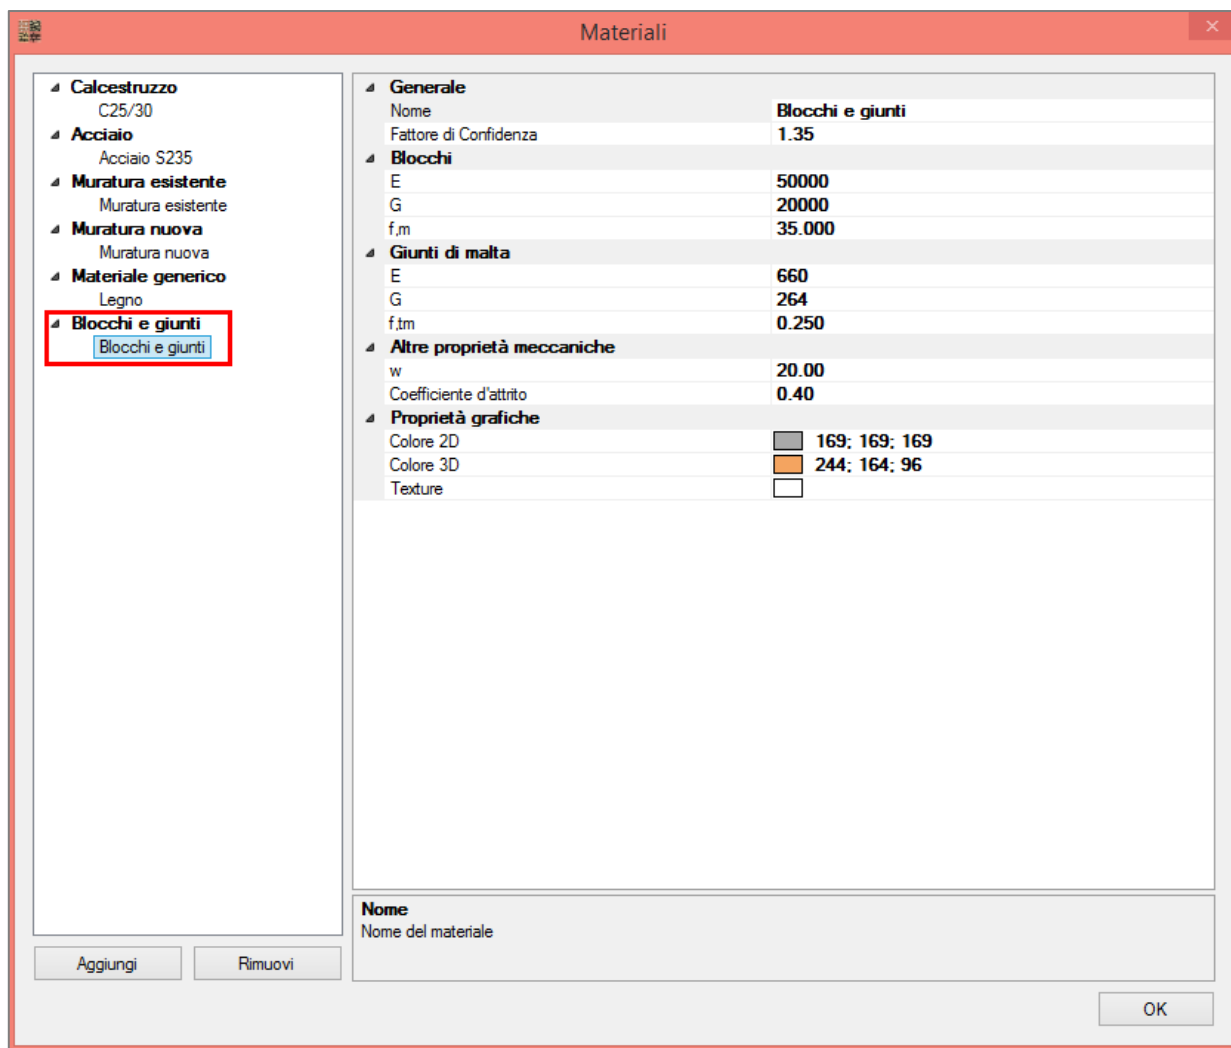 Materiali
Calcestruzzo
C25/30
Acciaio
Acciaio S235
Muratura esistente
Muratura esistente
Muratura nuova
Muratura nuova
Materiale generico
Legno
Blocchi e giunti
Blocchi e giunti
Aggiungi Rimuovi
Generale
Nome Blocchi e giunti
Fattore di Confidenza 1.35
Blocchi
E 50000
G 20000
f,m 35.000
Giunti di malta
E 660
G 264
f,tm 0.250
Altre proprietà meccaniche
w 20.00
Coefficiente d'attrito 0.40
Proprietà grafiche
Colore 2D 169; 169; 169
Colore 3D 244; 164; 96
Texture
Nome
Nome del materiale
OK